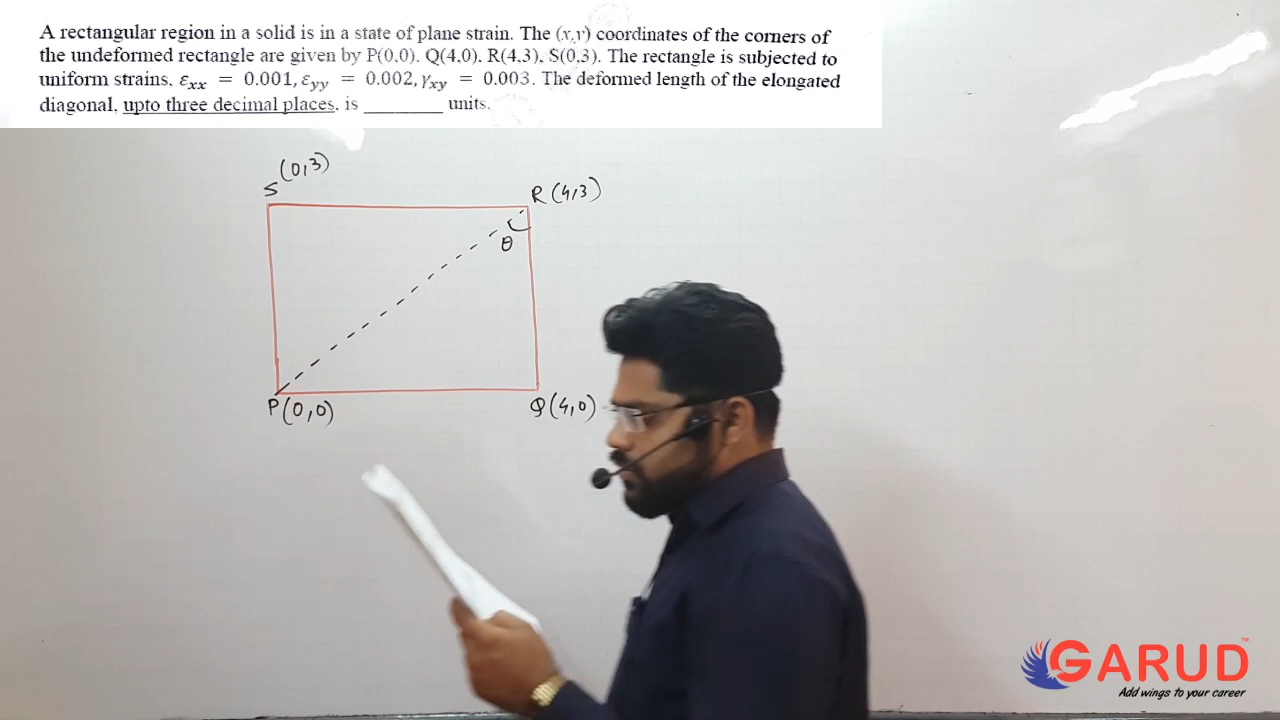 A rectangular region in a solid is in a state of plane strain. The (x,y) coordinates of the corners of
the undeformed rectangle are given by P(0,0), Q(4,0), R(4,3), S(0,3). The rectangle is subjected to
uniform strains, εxx = 0.001, εyy = 0.002, γxy = 0.003. The deformed length of the elongated
diagonal, upto three decimal places, is ________ units.
S (0,3)
R (4,3)
θ
P(0,0)
Q(4,0)
GARUD™
Add wings to your career